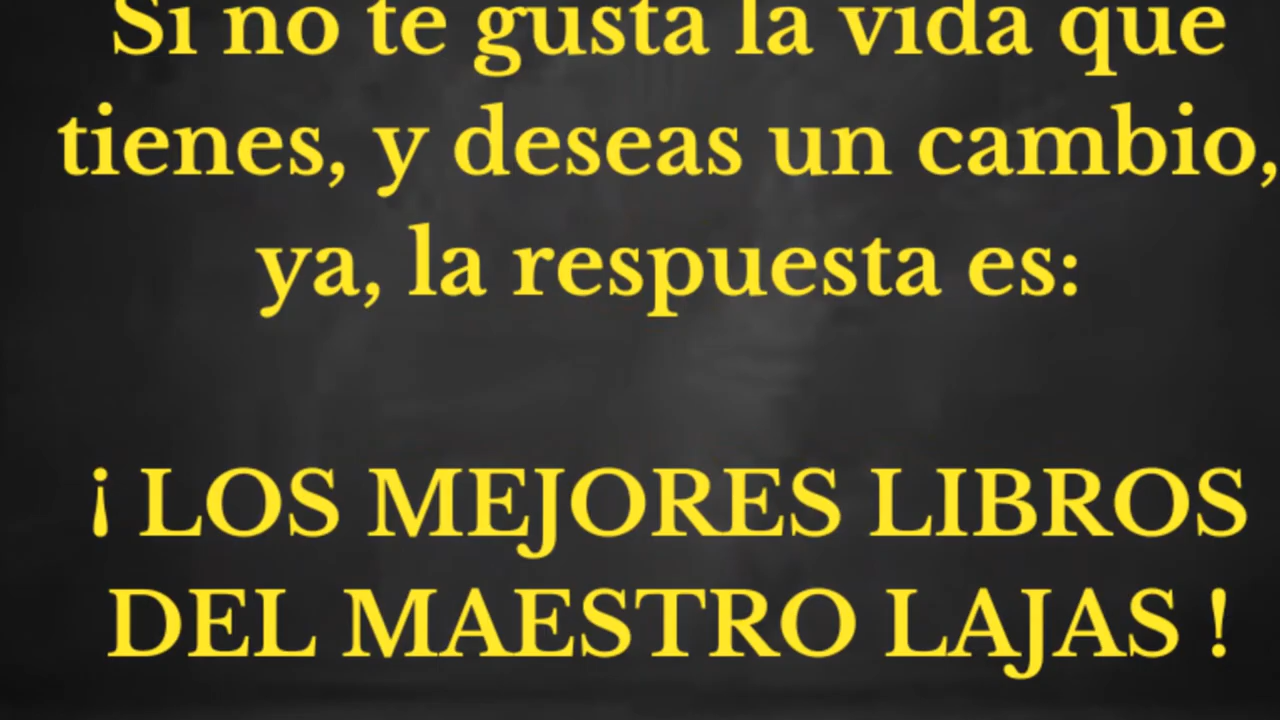 Si no te gusta la vida que
tienes, y deseas un cambio,
ya, la respuesta es:
¡ LOS MEJORES LIBROS
DEL MAESTRO LAJAS !